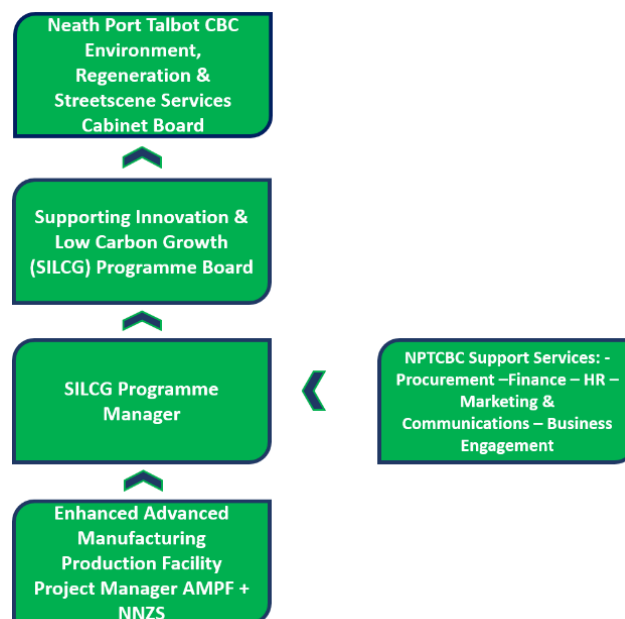 Neath Port Talbot CBC
Environment,
Regeneration &
Streetscene Services
Cabinet Board
Supporting Innovation &
Low Carbon Growth
(SILCG) Programme Board
SILCG Programme
Manager
NPTCBC Support Services: -
Procurement –Finance – HR –
Marketing &
Communications – Business
Engagement
Enhanced Advanced
Manufacturing
Production Facility
Project Manager AMPF +
NNZS